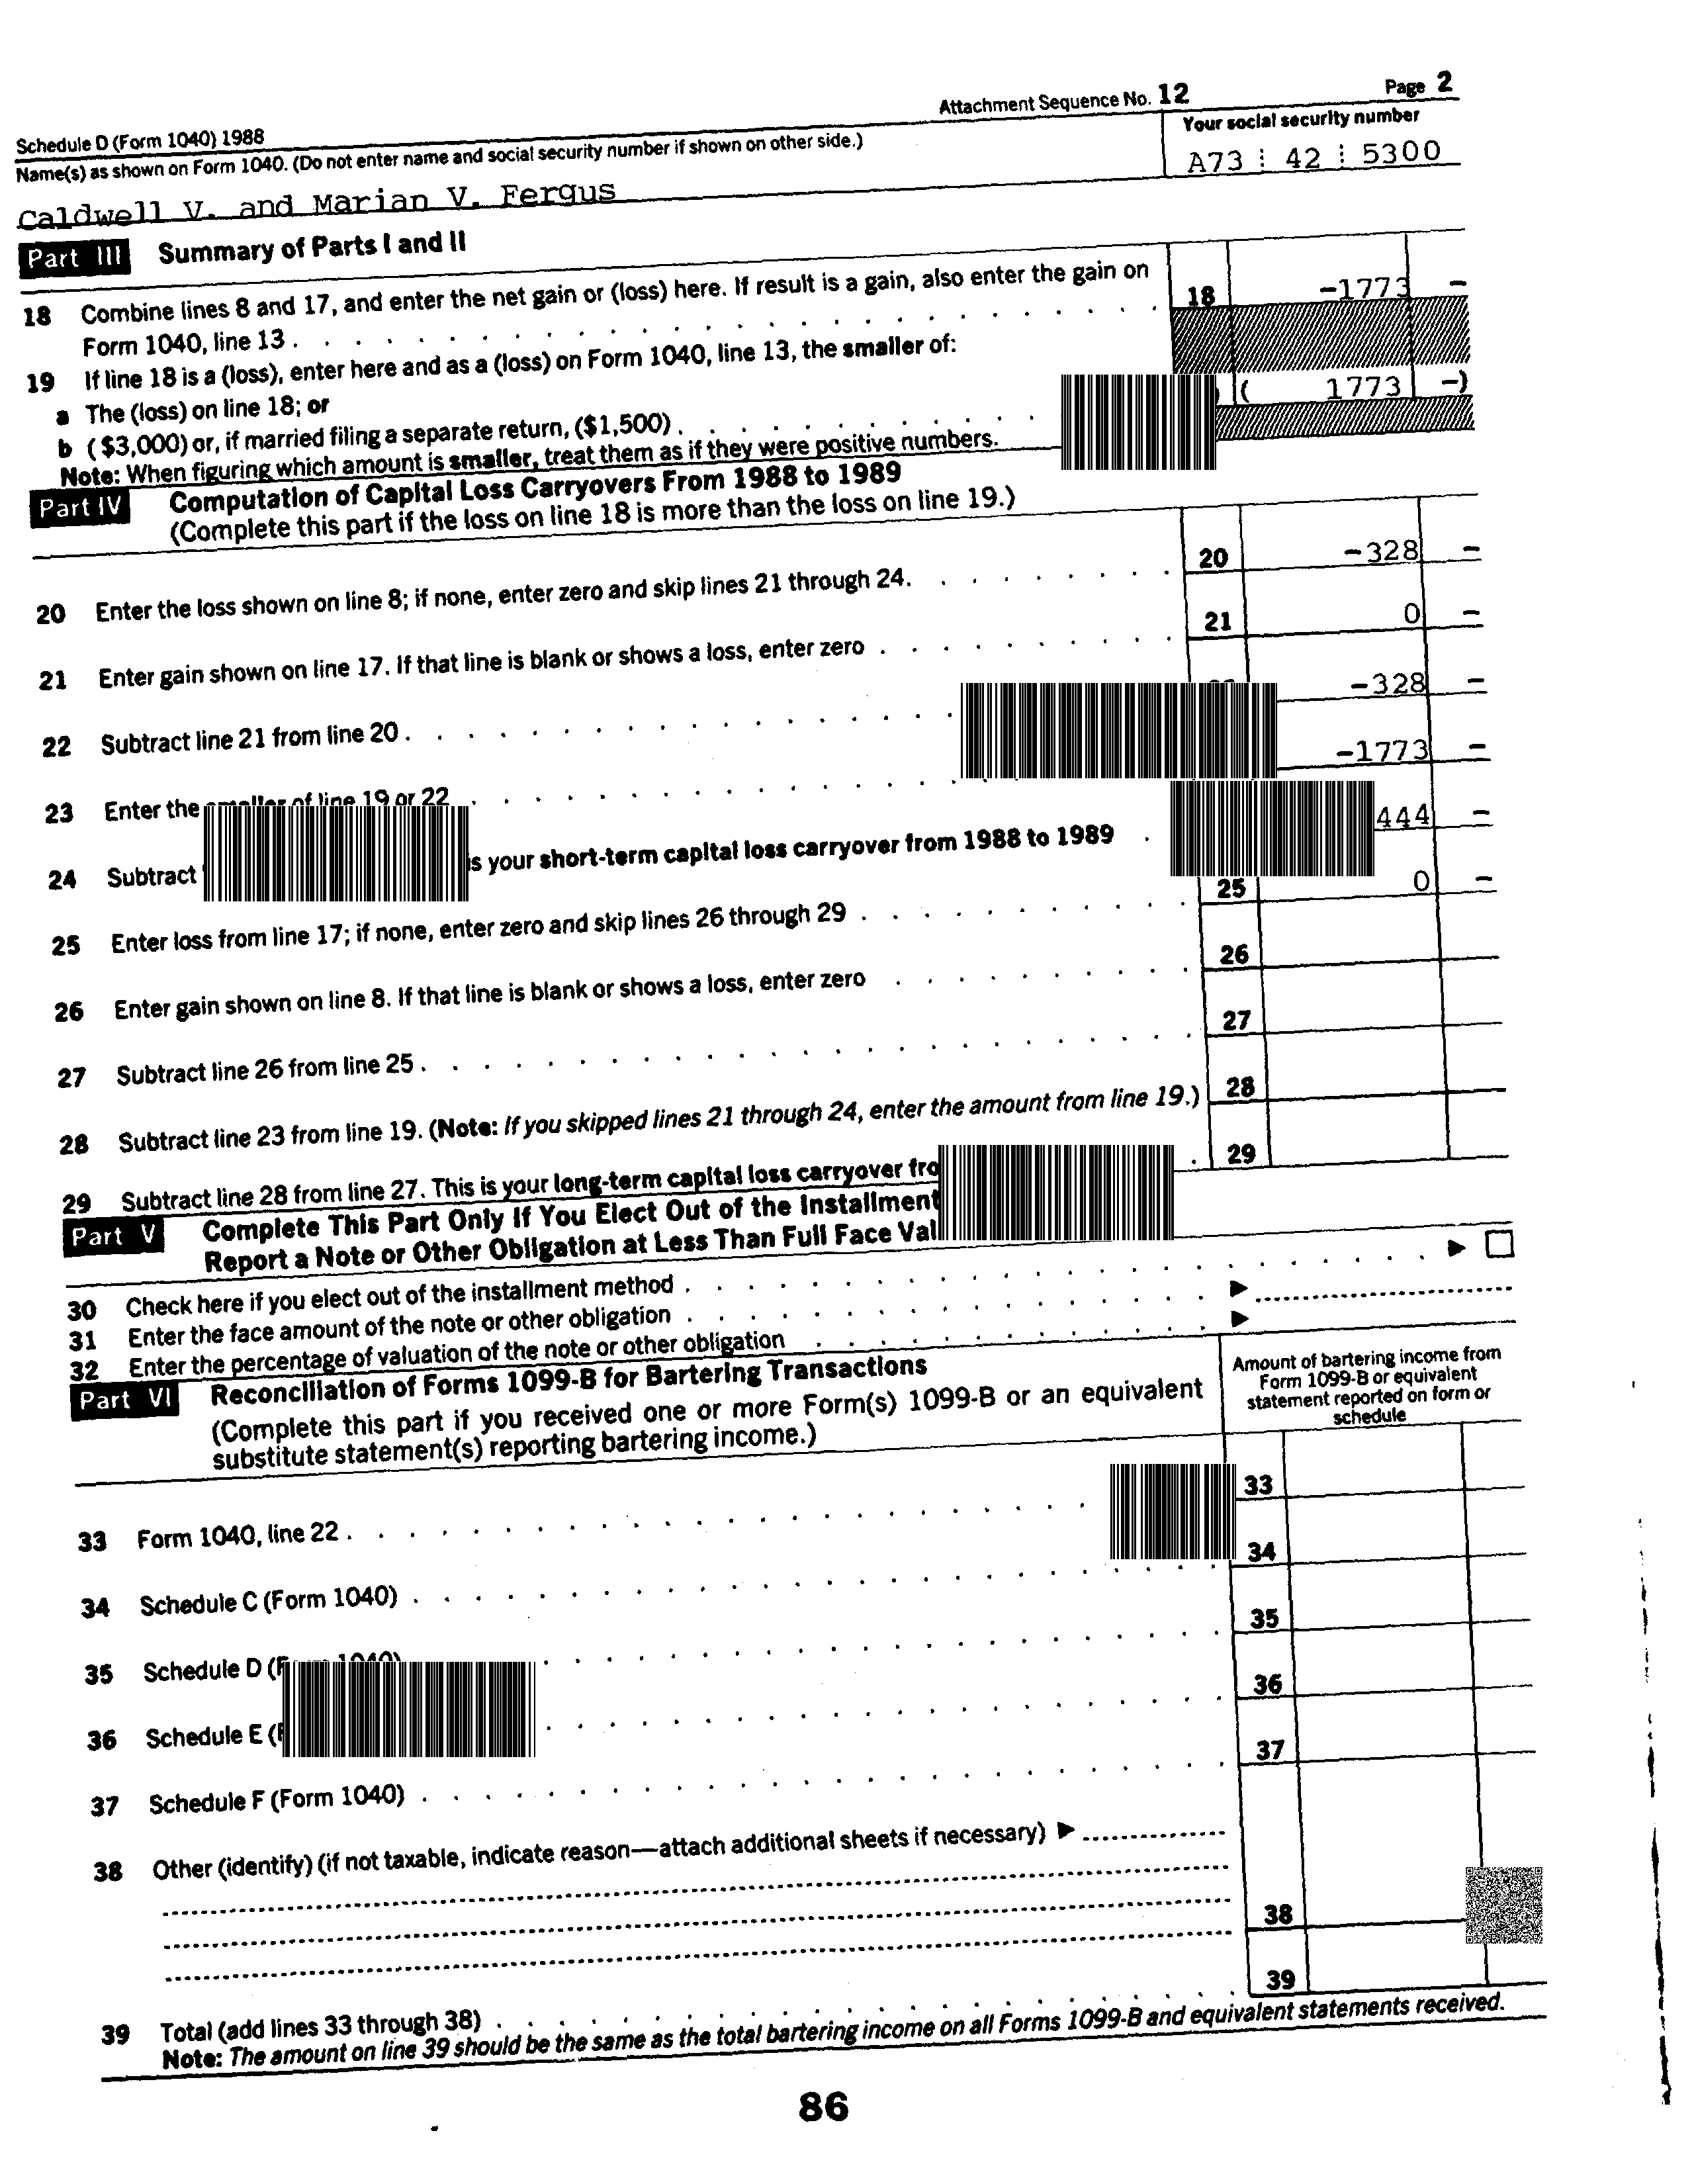 Schedule D (Form 1040) 1988 Attachment Sequence No. 12 Page 2
Name(s) as shown on Form 1040. (Do not enter name and social security number if shown on other side.) Your social security number
Caldwell V. and Marian V. Fergus A73 42 5300
Part III Summary of Parts I and II
18 Combine lines 8 and 17, and enter the net gain or (loss) here. If result is a gain, also enter the gain on
Form 1040, line 13 . 18 -1773 -
19 If line 18 is a (loss), enter here and as a (loss) on Form 1040, line 13, the smaller of:
a The (loss) on line 18; or
b ($3,000) or, if married filing a separate return, ($1,500) . ( 1773 -)
Note: When figuring which amount is smaller, treat them as if they were positive numbers.
Part IV Computation of Capital Loss Carryovers From 1988 to 1989
(Complete this part if the loss on line 18 is more than the loss on line 19.)
20 Enter the loss shown on line 8; if none, enter zero and skip lines 21 through 24. 20 -328 -
21 Enter gain shown on line 17. If that line is blank or shows a loss, enter zero . 21 0 -
22 Subtract line 21 from line 20 . -328 -
23 Enter the smaller of line 19 or 22 . -1773 -
24 Subtract is your short-term capital loss carryover from 1988 to 1989 . 444 -
25 Enter loss from line 17; if none, enter zero and skip lines 26 through 29 . 25 0 -
26 Enter gain shown on line 8. If that line is blank or shows a loss, enter zero . 26
27 Subtract line 26 from line 25 . 27
28 Subtract line 23 from line 19. (Note: If you skipped lines 21 through 24, enter the amount from line 19.) 28
29 Subtract line 28 from line 27. This is your long-term capital loss carryover . 29
Part V Complete This Part Only If You Elect Out of the Installment
Report a Note or Other Obligation at Less Than Full Face
30 Check here if you elect out of the installment method .
31 Enter the face amount of the note or other obligation .
32 Enter the percentage of valuation of the note or other obligation .
Part VI Reconciliation of Forms 1099-B for Bartering Transactions
(Complete this part if you received one or more Form(s) 1099-B or an equivalent
substitute statement(s) reporting bartering income.)
Amount of bartering income from
Form 1099-B or equivalent
statement reported on form or
schedule
33 Form 1040, line 22 . 33
34 Schedule C (Form 1040) . 34
35 Schedule D (Form 1040) . 35
36 Schedule E . 36
37 Schedule F (Form 1040) . 37
38 Other (identify) (if not taxable, indicate reason—attach additional sheets if necessary)
38
39 Total (add lines 33 through 38) . 39
Note: The amount on line 39 should be the same as the total bartering income on all Forms 1099-B and equivalent statements received.
86